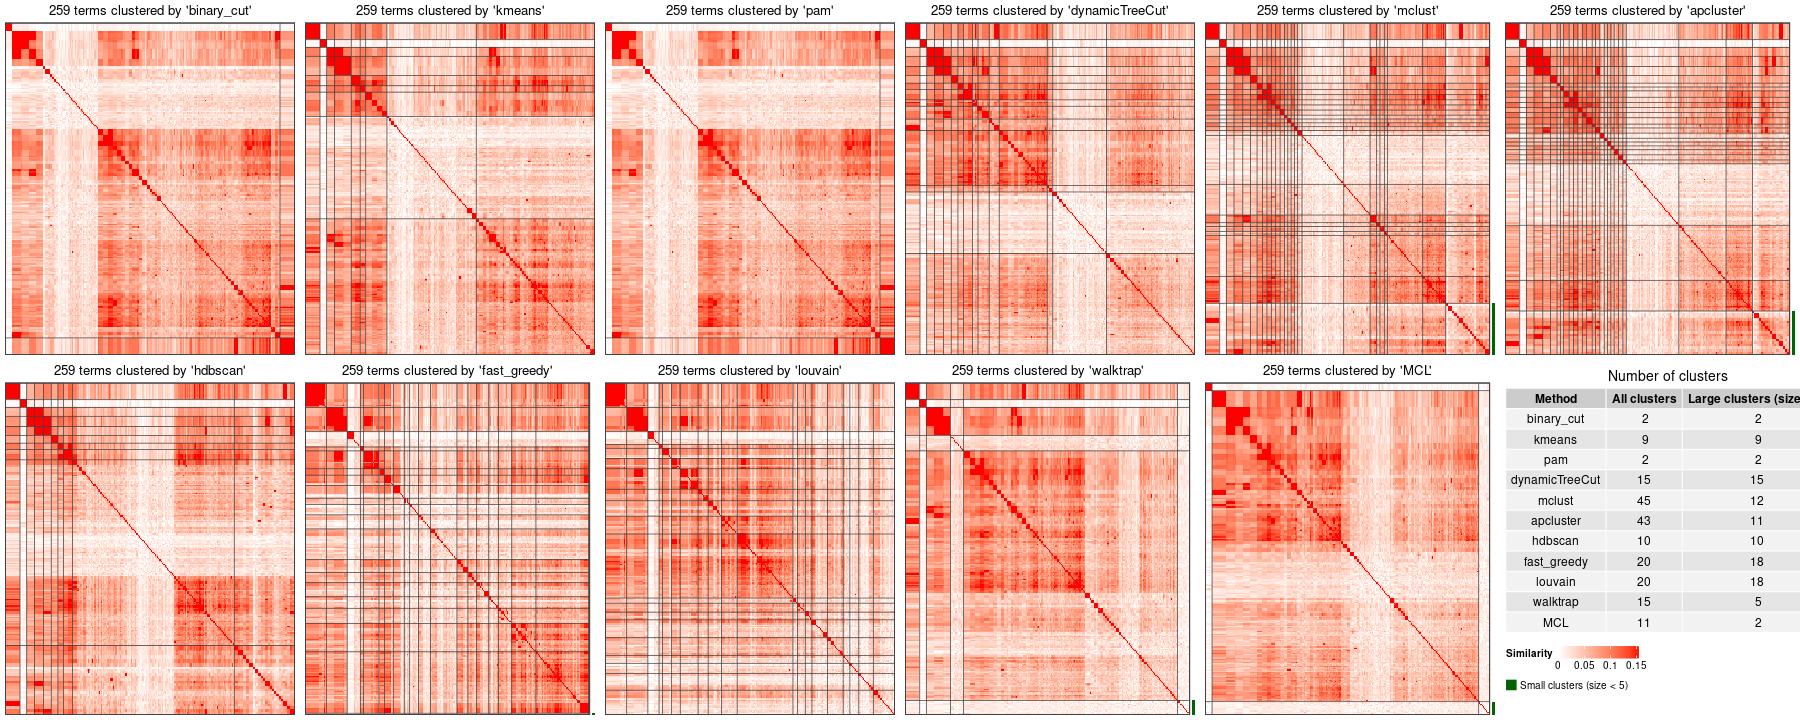 259 terms clustered by 'binary_cut'
259 terms clustered by 'kmeans'
259 terms clustered by 'pam'
259 terms clustered by 'dynamicTreeCut'
259 terms clustered by 'mclust'
259 terms clustered by 'apcluster'
259 terms clustered by 'hdbscan'
259 terms clustered by 'fast_greedy'
259 terms clustered by 'louvain'
259 terms clustered by 'walktrap'
259 terms clustered by 'MCL'
Number of clusters
Method All clusters Large clusters (size
binary_cut 2 2
kmeans 9 9
pam 2 2
dynamicTreeCut 15 15
mclust 45 12
apcluster 43 11
hdbscan 10 10
fast_greedy 20 18
louvain 20 18
walktrap 15 5
MCL 11 2
Similarity
0 0.05 0.1 0.15
Small clusters (size < 5)